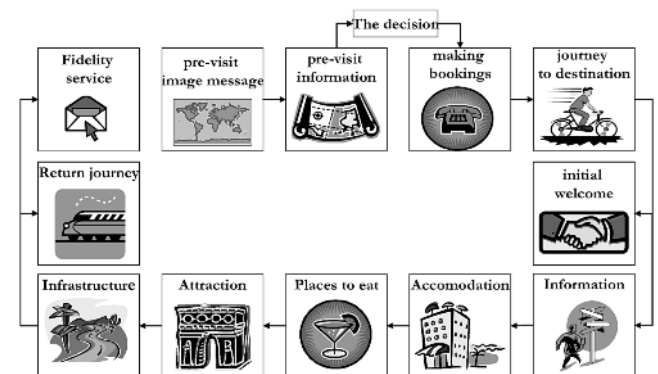 The decision
Fidelity
service
pre-visit
image message
pre-visit
information
making
bookings
journey
to destination
Return journey
initial
welcome
Infrastructure
Attraction
Places to eat
Accomodation
Information